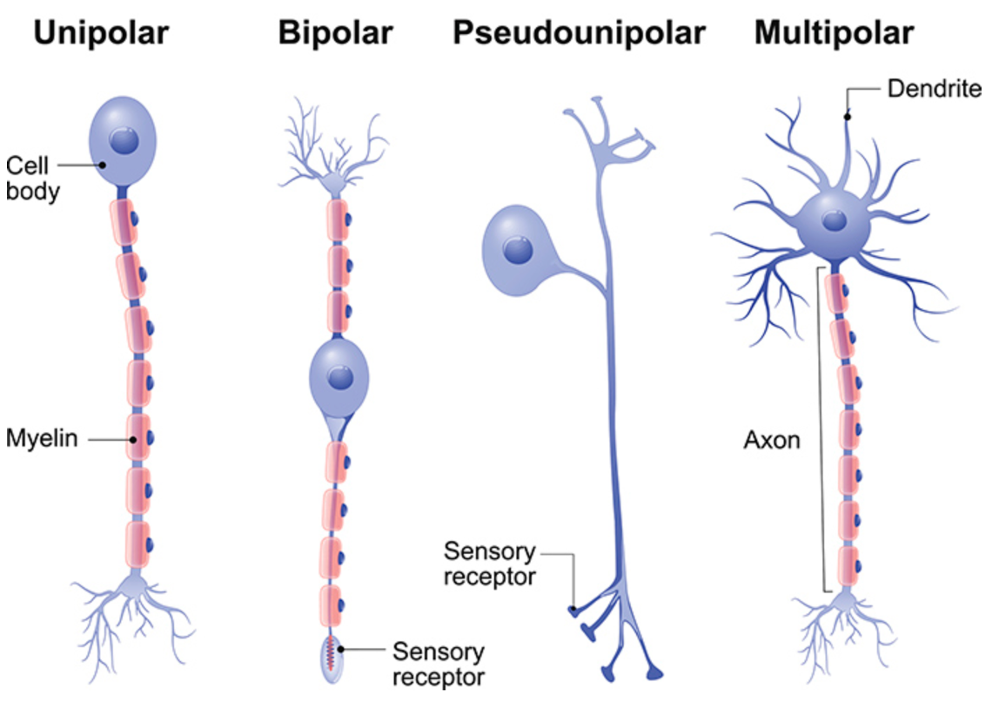 Unipolar
Bipolar
Pseudounipolar
Multipolar
Dendrite
Cell
body
Myelin
Axon
Sensory
receptor
Sensory
receptor